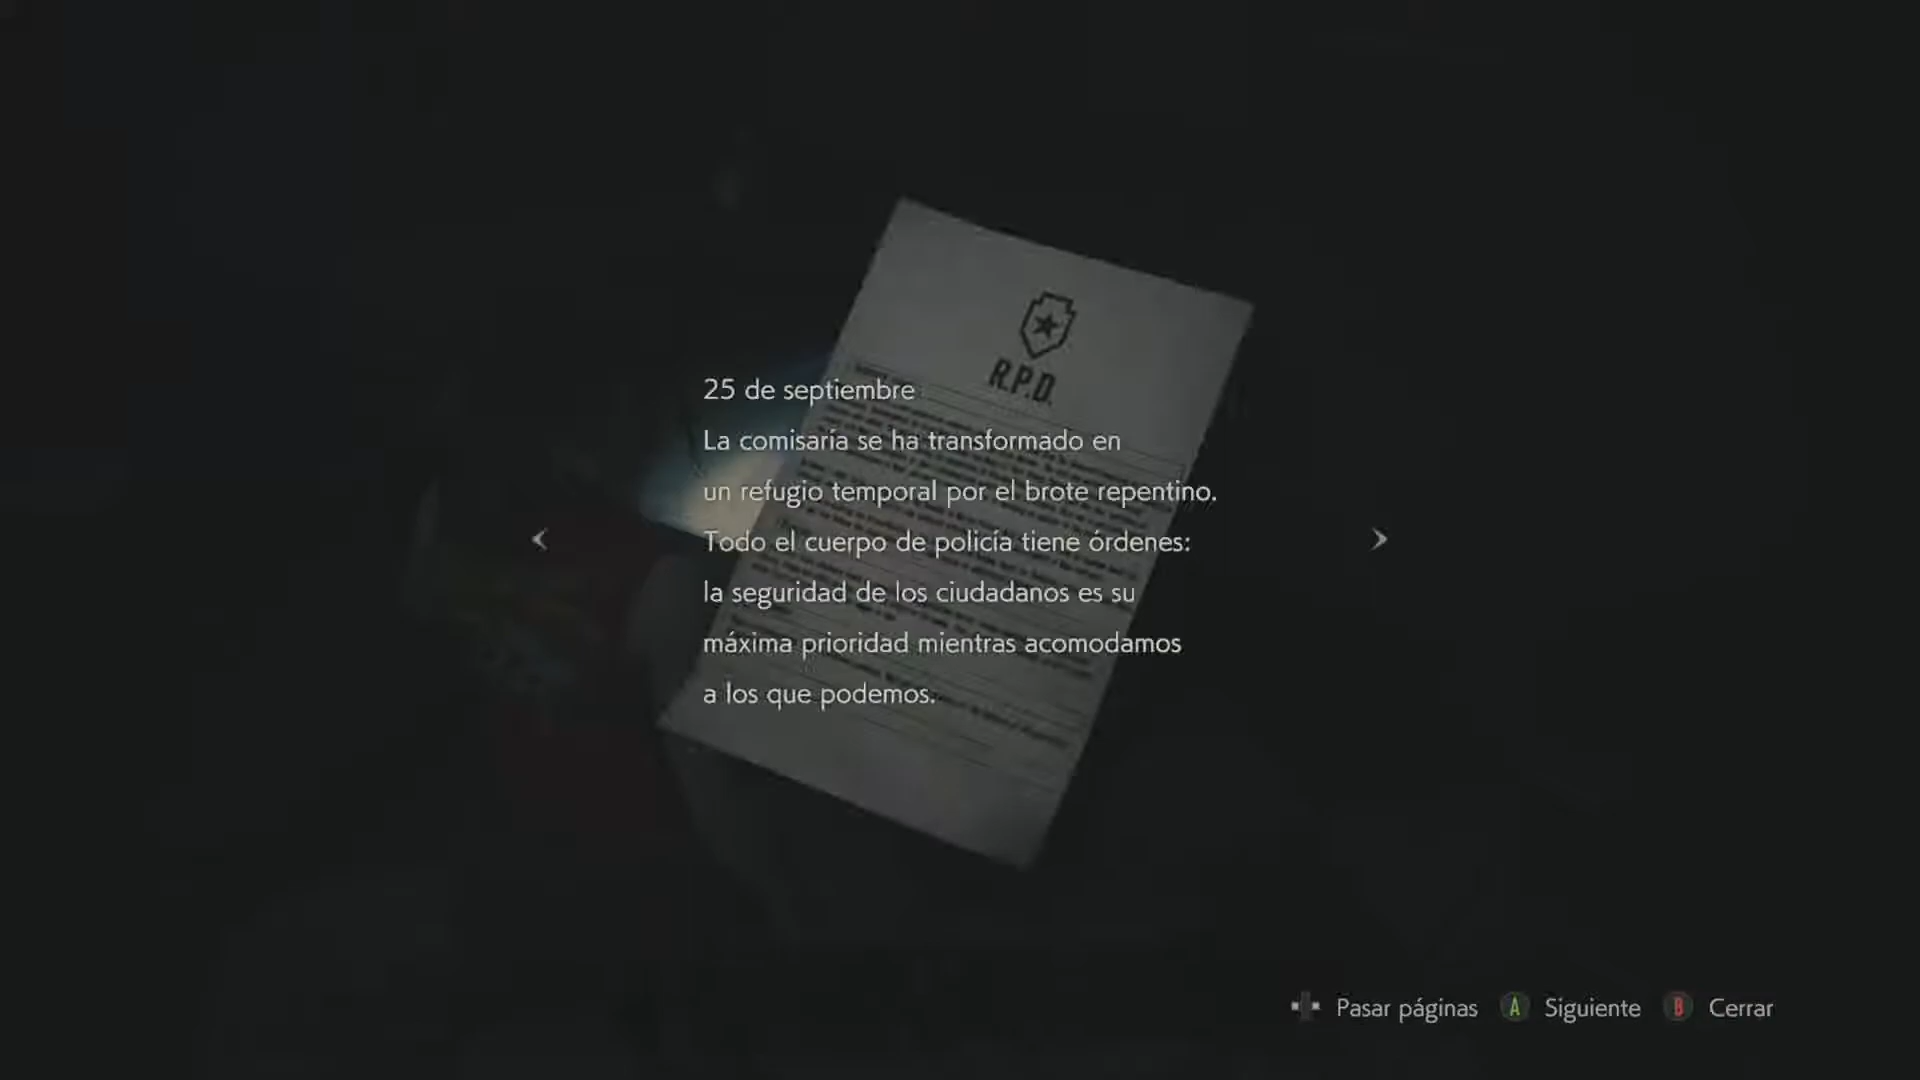 R.P.D.
25 de septiembre
La comisaría se ha transformado en
un refugio temporal por el brote repentino.
Todo el cuerpo de policía tiene órdenes:
la seguridad de los ciudadanos es su
máxima prioridad mientras acomodamos
a los que podemos.
Pasar páginas A Siguiente B Cerrar